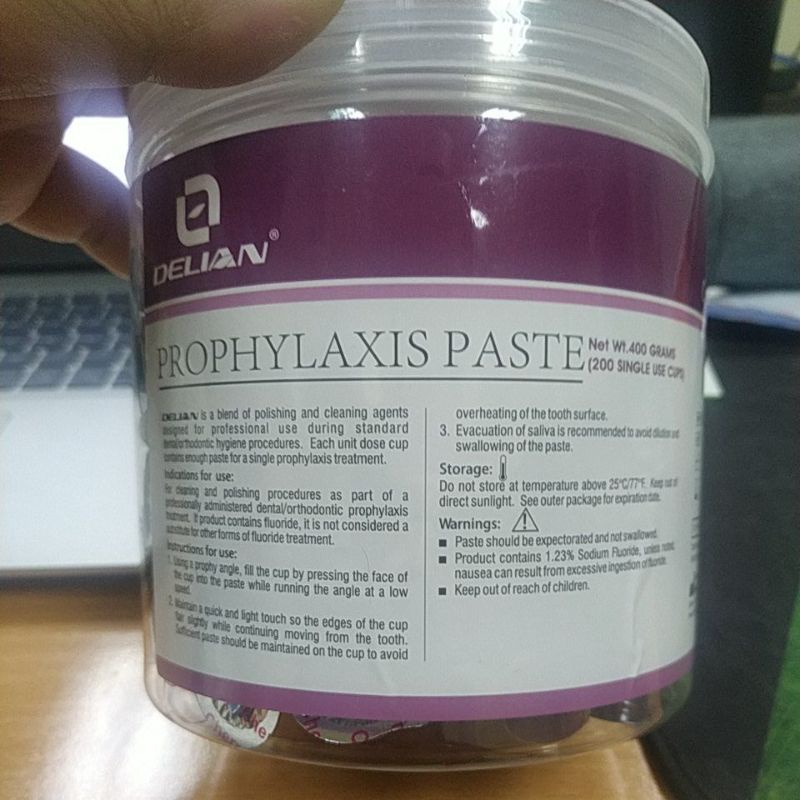 DELIAN®
PROPHYLAXIS PASTE
Net Wt.400 GRAMS
(200 SINGLE USE CUPS)
DELIAN is a blend of polishing and cleaning agents
designed for professional use during standard
dental/orthodontic hygiene procedures. Each unit dose cup
contains enough paste for a single prophylaxis treatment.
Indications for use:
For cleaning and polishing procedures as part of a
professionally administered dental/orthodontic prophylaxis
treatment. If product contains fluoride, it is not considered a
substitute for other forms of fluoride treatment.
Instructions for use:
1. Using a prophy angle, fill the cup by pressing the face of
the cup into the paste while running the angle at a low
speed.
2. Maintain a quick and light touch so the edges of the cup
flair slightly while continuing moving from the tooth.
Sufficient paste should be maintained on the cup to avoid
overheating of the tooth surface.
3. Evacuation of saliva is recommended to avoid dilution and
swallowing of the paste.
Storage:
Do not store at temperature above 25°C/77°F. Keep out of
direct sunlight. See outer package for expiration date.
Warnings:
■ Paste should be expectorated and not swallowed.
■ Product contains 1.23% Sodium Fluoride, unless noted,
nausea can result from excessive ingestion of fluoride.
■ Keep out of reach of children.